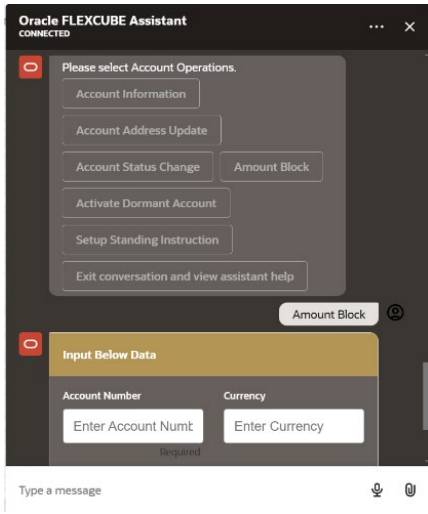 Oracle FLEXCUBE Assistant
CONNECTED
Please select Account Operations.
Account Information
Account Address Update
Account Status Change Amount Block
Activate Dormant Account
Setup Standing Instruction
Exit conversation and view assistant help
Amount Block
Input Below Data
Account Number Currency
Enter Account Numb Enter Currency
Required
Type a message